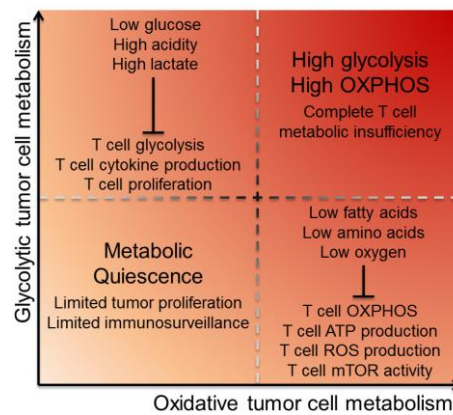 Glycolytic tumor cell metabolism
Low glucose
High acidity
High lactate
T cell glycolysis
T cell cytokine production
T cell proliferation
High glycolysis
High OXPHOS
Complete T cell
metabolic insufficiency
Metabolic
Quiescence
Limited tumor proliferation
Limited immunosurveillance
Low fatty acids
Low amino acids
Low oxygen
T cell OXPHOS
T cell ATP production
T cell ROS production
T cell mTOR activity
Oxidative tumor cell metabolism